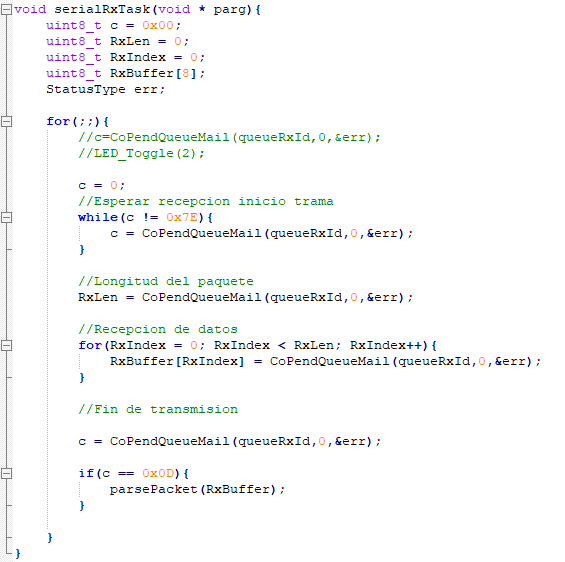 void serialRxTask(void * parg){
    uint8_t c = 0x00;
    uint8_t RxLen = 0;
    uint8_t RxIndex = 0;
    uint8_t RxBuffer[8];
    StatusType err;

    for(;;){
        //c=CoPendQueueMail(queueRxId,0,&err);
        //LED_Toggle(2);

        c = 0;
        //Esperar recepcion inicio trama
        while(c != 0x7E){
            c = CoPendQueueMail(queueRxId,0,&err);
        }

        //Longitud del paquete
        RxLen = CoPendQueueMail(queueRxId,0,&err);

        //Recepcion de datos
        for(RxIndex = 0; RxIndex < RxLen; RxIndex++){
            RxBuffer[RxIndex] = CoPendQueueMail(queueRxId,0,&err);
        }

        //Fin de transmision

        c = CoPendQueueMail(queueRxId,0,&err);

        if(c == 0x0D){
            parsePacket(RxBuffer);
        }

    }
}